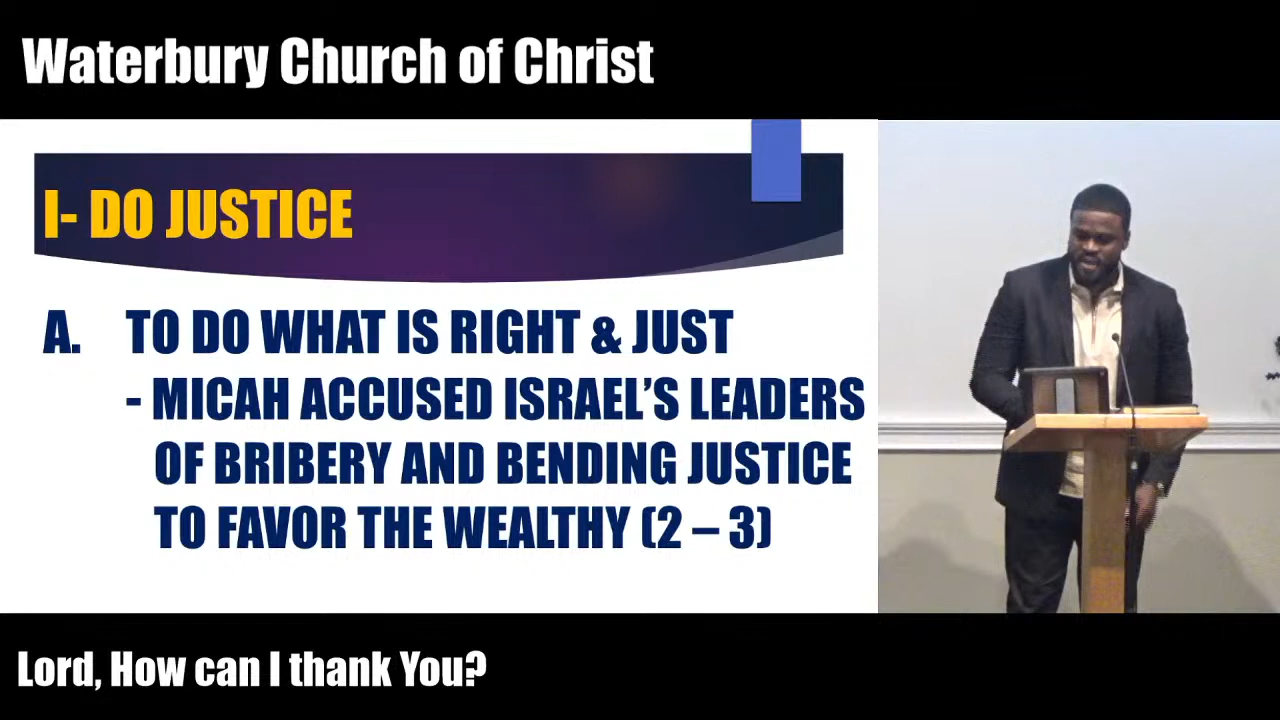 Waterbury Church of Christ
I- DO JUSTICE
A. TO DO WHAT IS RIGHT & JUST
- MICAH ACCUSED ISRAEL’S LEADERS
OF BRIBERY AND BENDING JUSTICE
TO FAVOR THE WEALTHY (2 – 3)
Lord, How can I thank You?